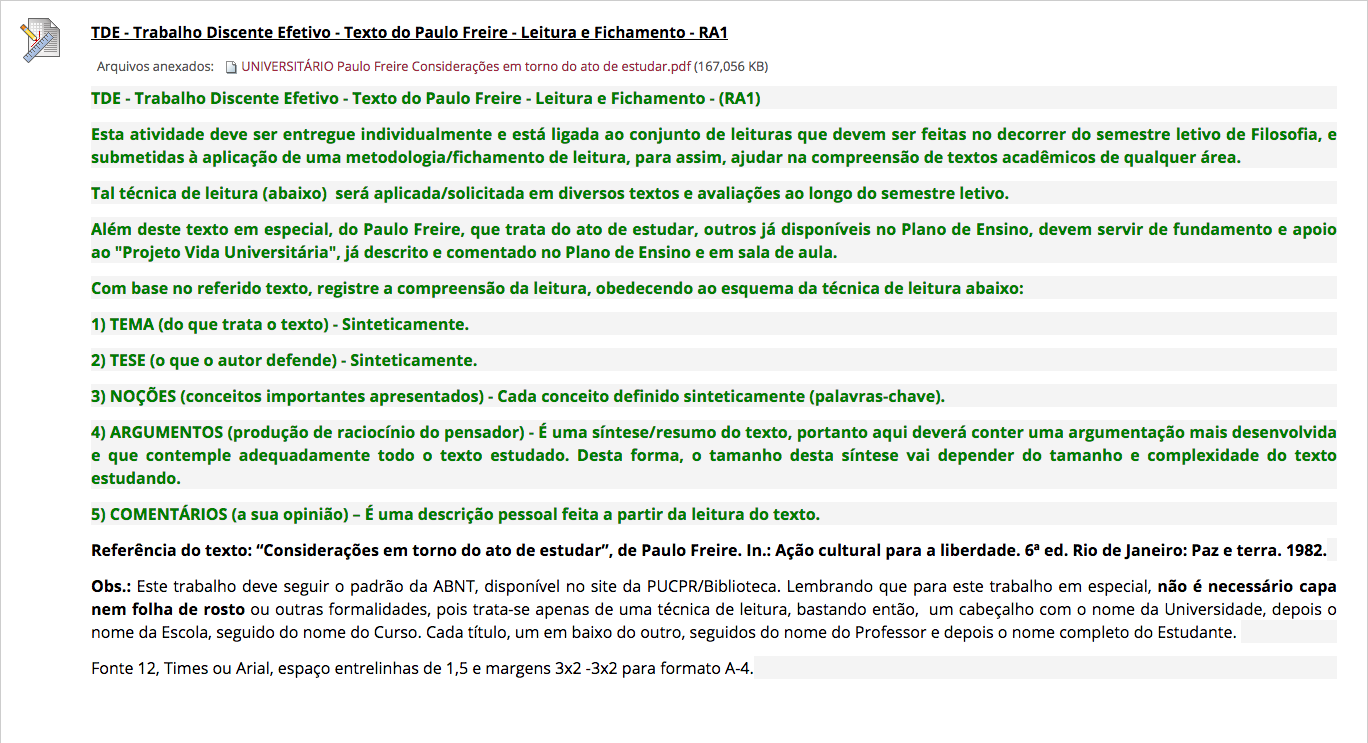 TDE - Trabalho Discente Efetivo - Texto do Paulo Freire - Leitura e Fichamento - RA1
Arquivos anexados: UNIVERSITÁRIO Paulo Freire Considerações em torno do ato de estudar.pdf (167,056 KB)
TDE - Trabalho Discente Efetivo - Texto do Paulo Freire - Leitura e Fichamento - (RA1)
Esta atividade deve ser entregue individualmente e está ligada ao conjunto de leituras que devem ser feitas no decorrer do semestre letivo de Filosofia, e
submetidas à aplicação de uma metodologia/fichamento de leitura, para assim, ajudar na compreensão de textos acadêmicos de qualquer área.
Tal técnica de leitura (abaixo) será aplicada/solicitada em diversos textos e avaliações ao longo do semestre letivo.
Além deste texto em especial, do Paulo Freire, que trata do ato de estudar, outros já disponíveis no Plano de Ensino, devem servir de fundamento e apoio
ao "Projeto Vida Universitária", já descrito e comentado no Plano de Ensino e em sala de aula.
Com base no referido texto, registre a compreensão da leitura, obedecendo ao esquema da técnica de leitura abaixo:
1) TEMA (do que trata o texto) - Sinteticamente.
2) TESE (o que o autor defende) - Sinteticamente.
3) NOÇÕES (conceitos importantes apresentados) - Cada conceito definido sinteticamente (palavras-chave).
4) ARGUMENTOS (produção de raciocínio do pensador) - É uma síntese/resumo do texto, portanto aqui deverá conter uma argumentação mais desenvolvida
e que contemple adequadamente todo o texto estudado. Desta forma, o tamanho desta síntese vai depender do tamanho e complexidade do texto
estudando.
5) COMENTÁRIOS (a sua opinião) – É uma descrição pessoal feita a partir da leitura do texto.
Referência do texto: “Considerações em torno do ato de estudar”, de Paulo Freire. In.: Ação cultural para a liberdade. 6ª ed. Rio de Janeiro: Paz e terra. 1982.
Obs.: Este trabalho deve seguir o padrão da ABNT, disponível no site da PUCPR/Biblioteca. Lembrando que para este trabalho em especial, não é necessário capa
nem folha de rosto ou outras formalidades, pois trata-se apenas de uma técnica de leitura, bastando então, um cabeçalho com o nome da Universidade, depois o
nome da Escola, seguido do nome do Curso. Cada título, um em baixo do outro, seguidos do nome do Professor e depois o nome completo do Estudante.
Fonte 12, Times ou Arial, espaço entrelinhas de 1,5 e margens 3x2 -3x2 para formato A-4.